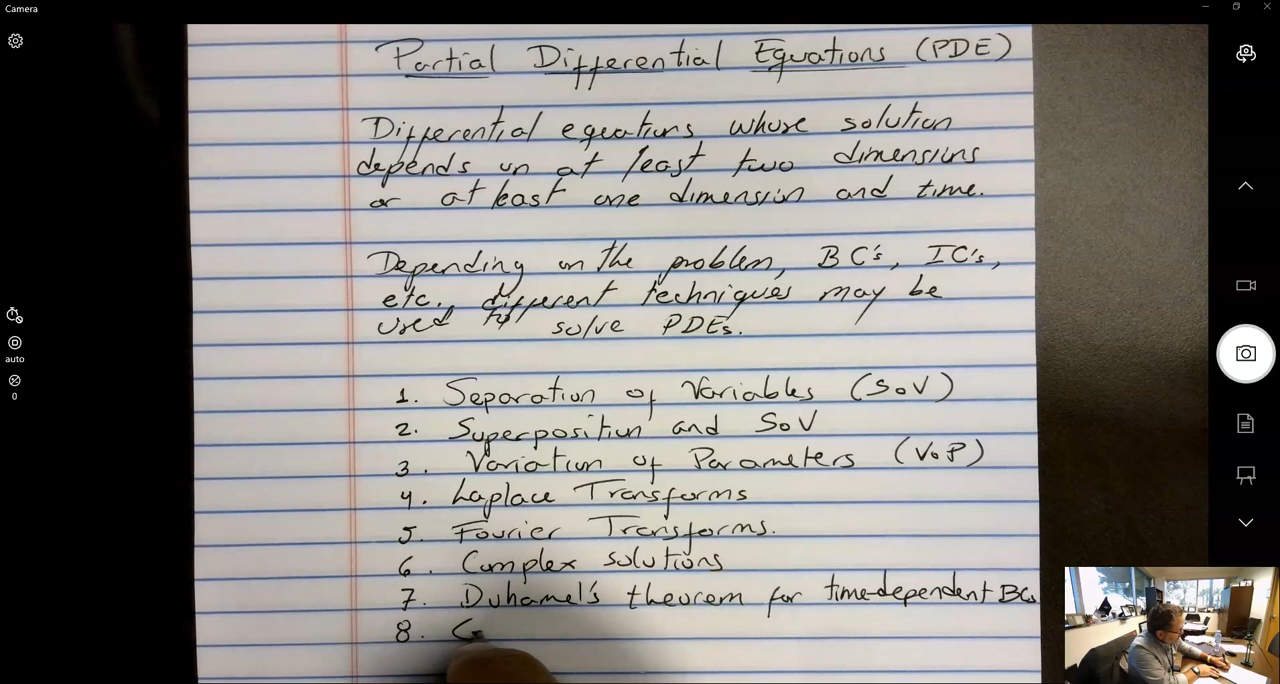 Camera
Partial Differential Equations (PDE)
Differential equations whose solution
depends on at least two dimensions
or at least one dimension and time.
Depending on the problem, BC's, IC's,
etc., different techniques may be
used to solve PDEs.
1. Separation of Variables (SoV)
2. Superposition and SoV
3. Variation of Parameters (VoP)
4. Laplace Transforms
5. Fourier Transforms.
6. Complex solutions
7. Duhamel's theorem for time-dependent BCs
8. G
auto
0